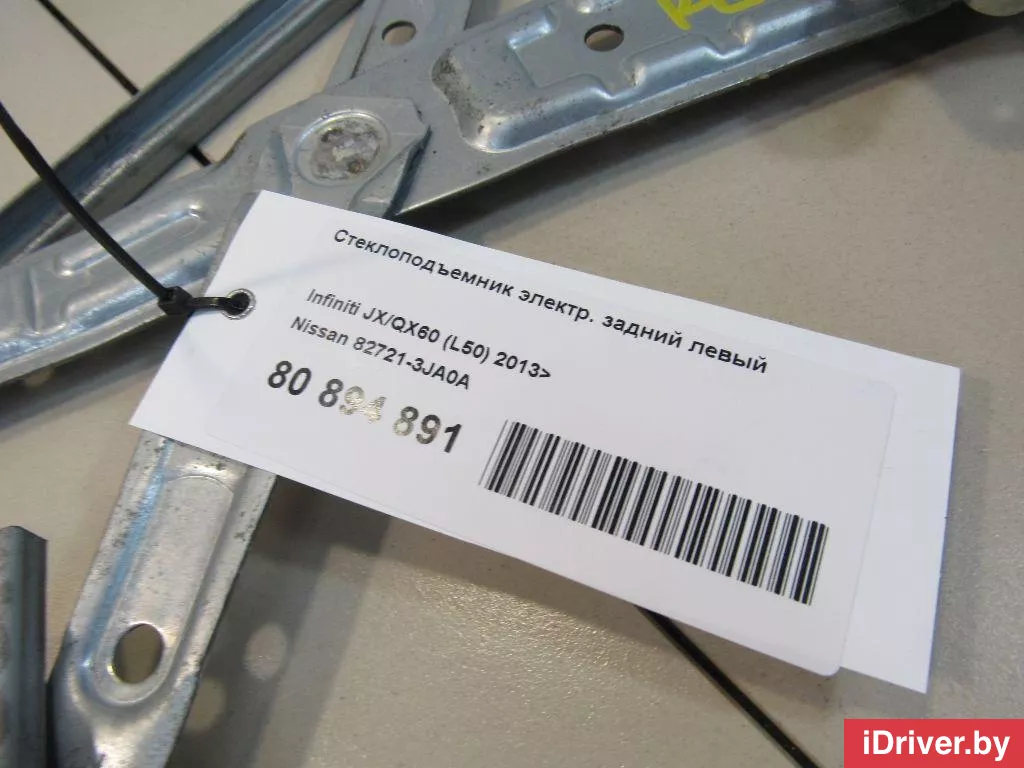 Стеклоподъемник электр. задний левый
Infiniti JX/QX60 (L50) 2013>
Nissan 82721-3JA0A
80 894 891
iDriver.by